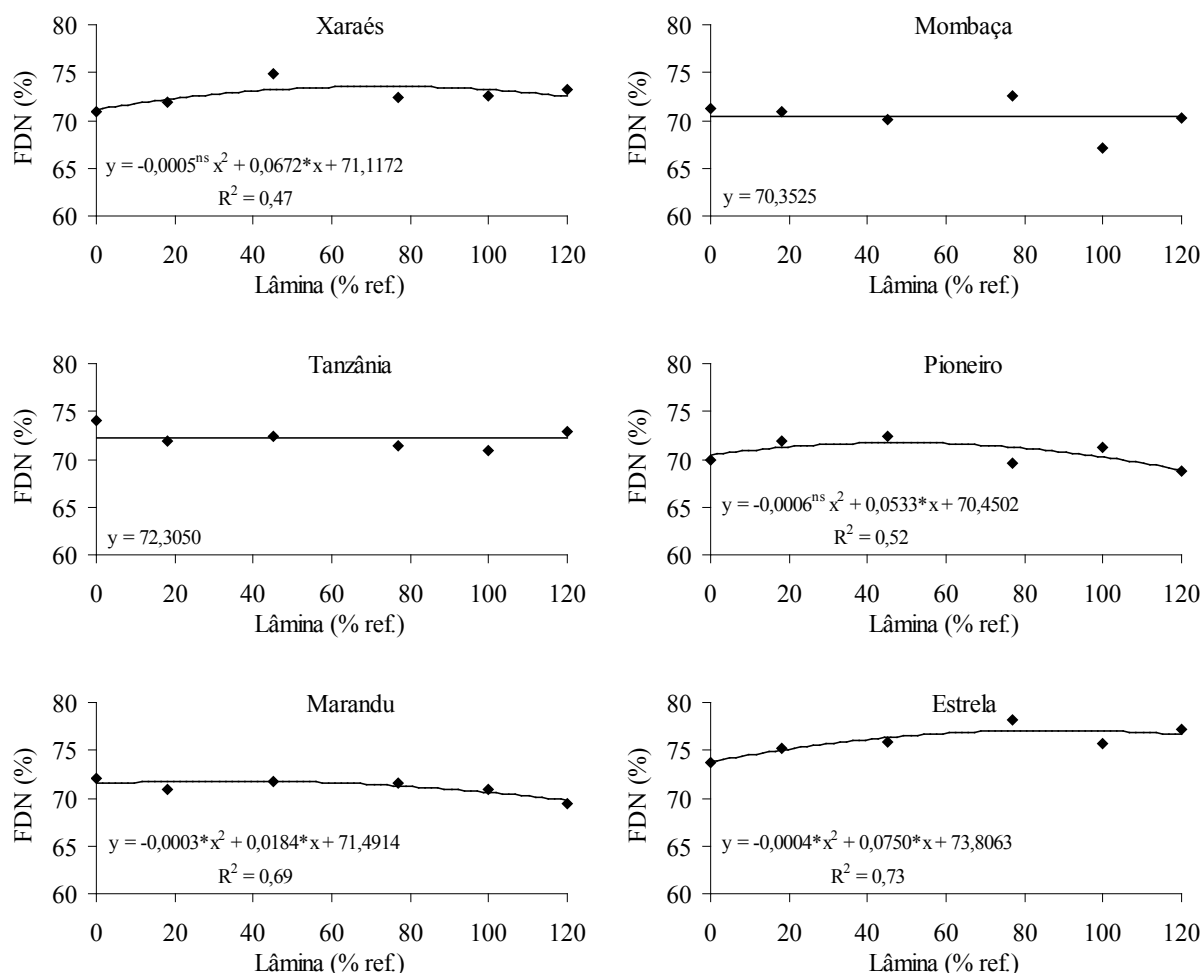 Xaraés
FDN (%)
80
75
70
65
60
y = -0,0005ns x2 + 0,0672*x + 71,1172
R2 = 0,47
0 20 40 60 80 100 120
Lâmina (% ref.)
Mombaça
FDN (%)
80
75
70
65
60
y = 70,3525
0 20 40 60 80 100 120
Lâmina (% ref.)
Tanzânia
FDN (%)
80
75
70
65
60
y = 72,3050
0 20 40 60 80 100 120
Lâmina (% ref.)
Pioneiro
FDN (%)
80
75
70
65
60
y = -0,0006ns x2 + 0,0533*x + 70,4502
R2 = 0,52
0 20 40 60 80 100 120
Lâmina (% ref.)
Marandu
FDN (%)
80
75
70
65
60
y = -0,0003*x2 + 0,0184*x + 71,4914
R2 = 0,69
0 20 40 60 80 100 120
Lâmina (% ref.)
Estrela
FDN (%)
80
75
70
65
60
y = -0,0004*x2 + 0,0750*x + 73,8063
R2 = 0,73
0 20 40 60 80 100 120
Lâmina (% ref.)